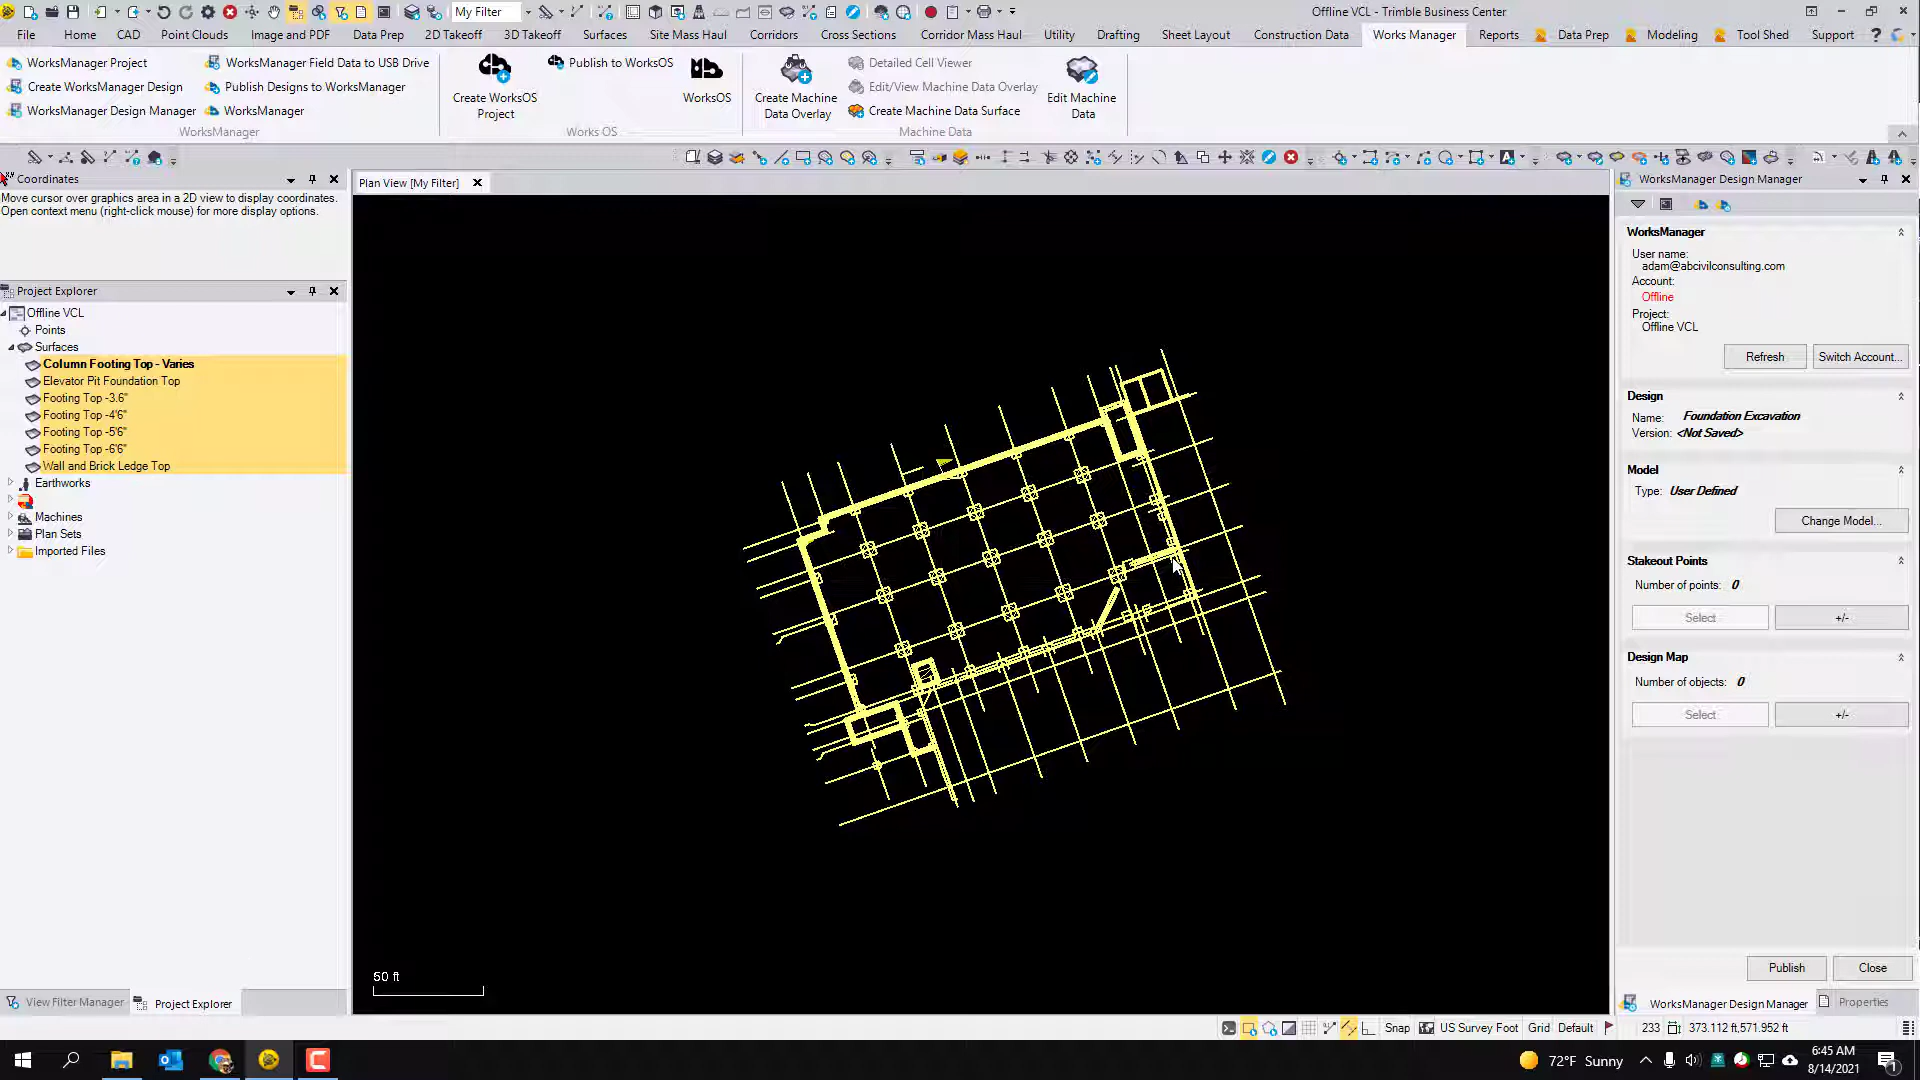 My Filter
Offline VCL - Trimble Business Center
File Home CAD Point Clouds Image and PDF Data Prep 2D Takeoff 3D Takeoff Surfaces Site Mass Haul Corridors Cross Sections Corridor Mass Haul Utility Drafting Sheet Layout Construction Data Works Manager Reports Data Prep Modeling Tool Shed Support
WorksManager Project
WorksManager Field Data to USB Drive
Create WorksManager Design
Publish Designs to WorksManager
WorksManager Design Manager
WorksManager
WorksManager
Create WorksOS
Project
Publish to WorksOS
WorksOS
Works OS
Create Machine
Data Overlay
Detailed Cell Viewer
Edit/View Machine Data Overlay
Create Machine Data Surface
Edit Machine
Data
Machine Data
Coordinates
Move cursor over graphics area in a 2D view to display coordinates.
Open context menu (right-click mouse) for more display options.
Project Explorer
Offline VCL
Points
Surfaces
Column Footing Top - Varies
Elevator Pit Foundation Top
Footing Top -3.6"
Footing Top -4'6"
Footing Top -5'6"
Footing Top -6'6"
Wall and Brick Ledge Top
Earthworks
Machines
Plan Sets
Imported Files
View Filter Manager
Project Explorer
Plan View [My Filter]
50 ft
WorksManager Design Manager
WorksManager
User name:
adam@abcivilconsulting.com
Account:
Offline
Project:
Offline VCL
Refresh
Switch Account...
Design
Name: Foundation Excavation
Version: <Not Saved>
Model
Type: User Defined
Change Model...
Stakeout Points
Number of points: 0
Select
+/-
Design Map
Number of objects: 0
Select
+/-
Publish
Close
WorksManager Design Manager
Properties
Snap
US Survey Foot
Grid
Default
233
373.112 ft,571.952 ft
72°F Sunny
6:45 AM
8/14/2021
1